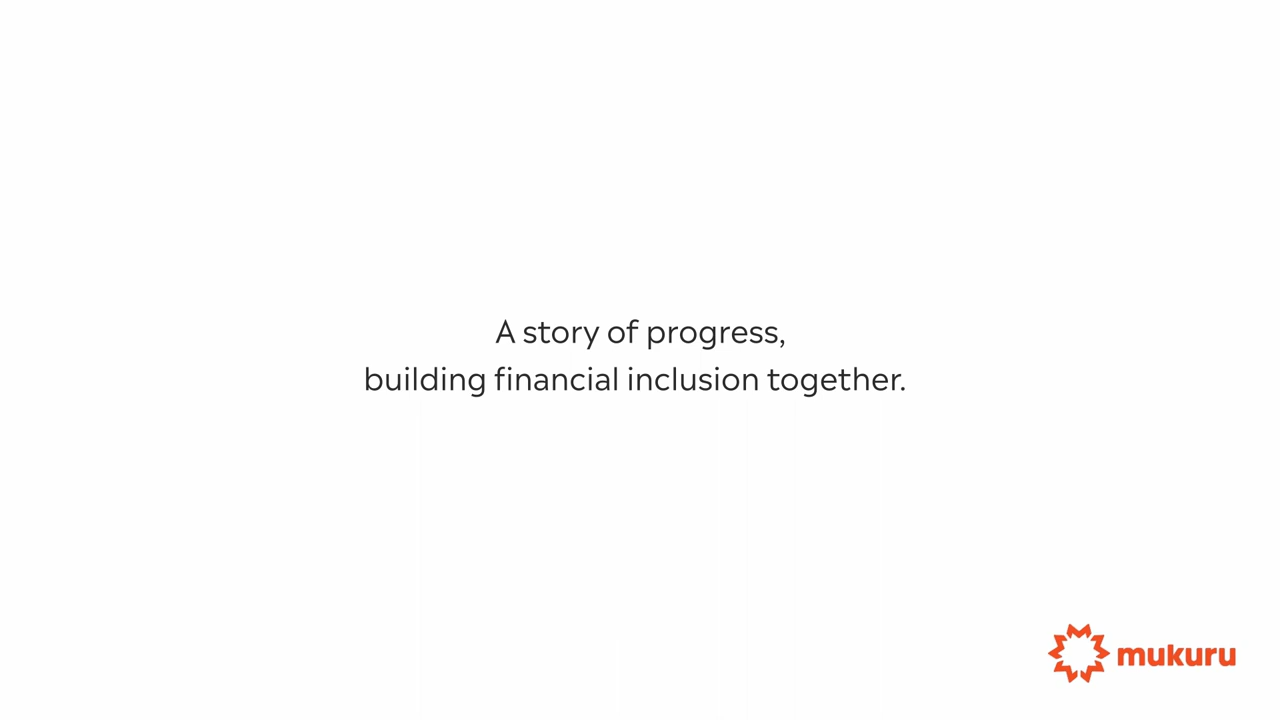 A story of progress,
building financial inclusion together.
mukuru